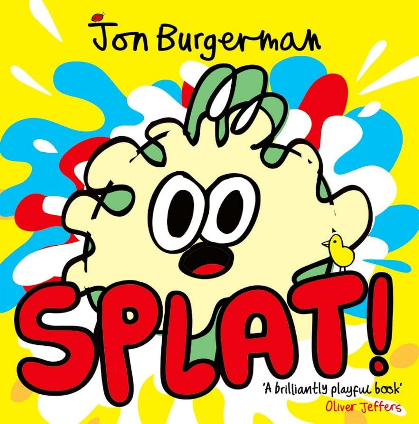 Jon Burgerman
SPLAT!
'A brilliantly playful book'
Oliver Jeffers